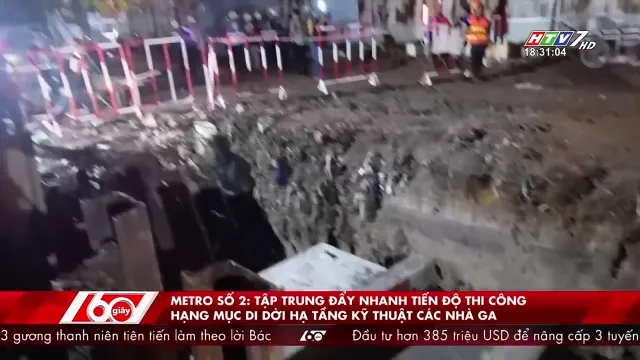 HTV7 HD
18:31:04
60 giây
METRO SỐ 2: TẬP TRUNG ĐẨY NHANH TIẾN ĐỘ THI CÔNG
HẠNG MỤC DI DỜI HẠ TẦNG KỸ THUẬT CÁC NHÀ GA
3 gương thanh niên tiên tiến làm theo lời Bác Đầu tư hơn 385 triệu USD để nâng cấp 3 tuyến